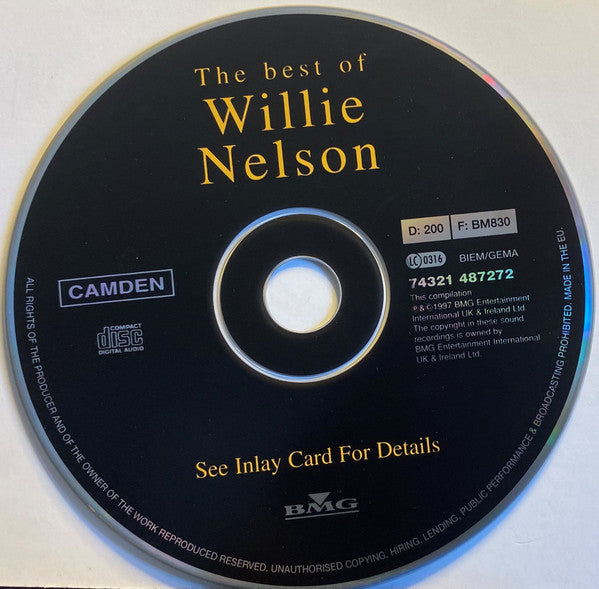 The best of
Willie
Nelson
D: 200 F: BM830
LC 0316 BIEM/GEMA
74321 487272
This compilation
℗ & © 1997 BMG Entertainment
International UK & Ireland Ltd.
The copyright in these sound
recordings is owned by
BMG Entertainment International
UK & Ireland Ltd.
CAMDEN
COMPACT
disc
DIGITAL AUDIO
See Inlay Card For Details
BMG
ALL RIGHTS OF THE PRODUCER AND OF THE OWNER OF THE WORK REPRODUCED RESERVED. UNAUTHORISED COPYING, HIRING, LENDING, PUBLIC PERFORMANCE & BROADCASTING PROHIBITED. MADE IN THE EU.